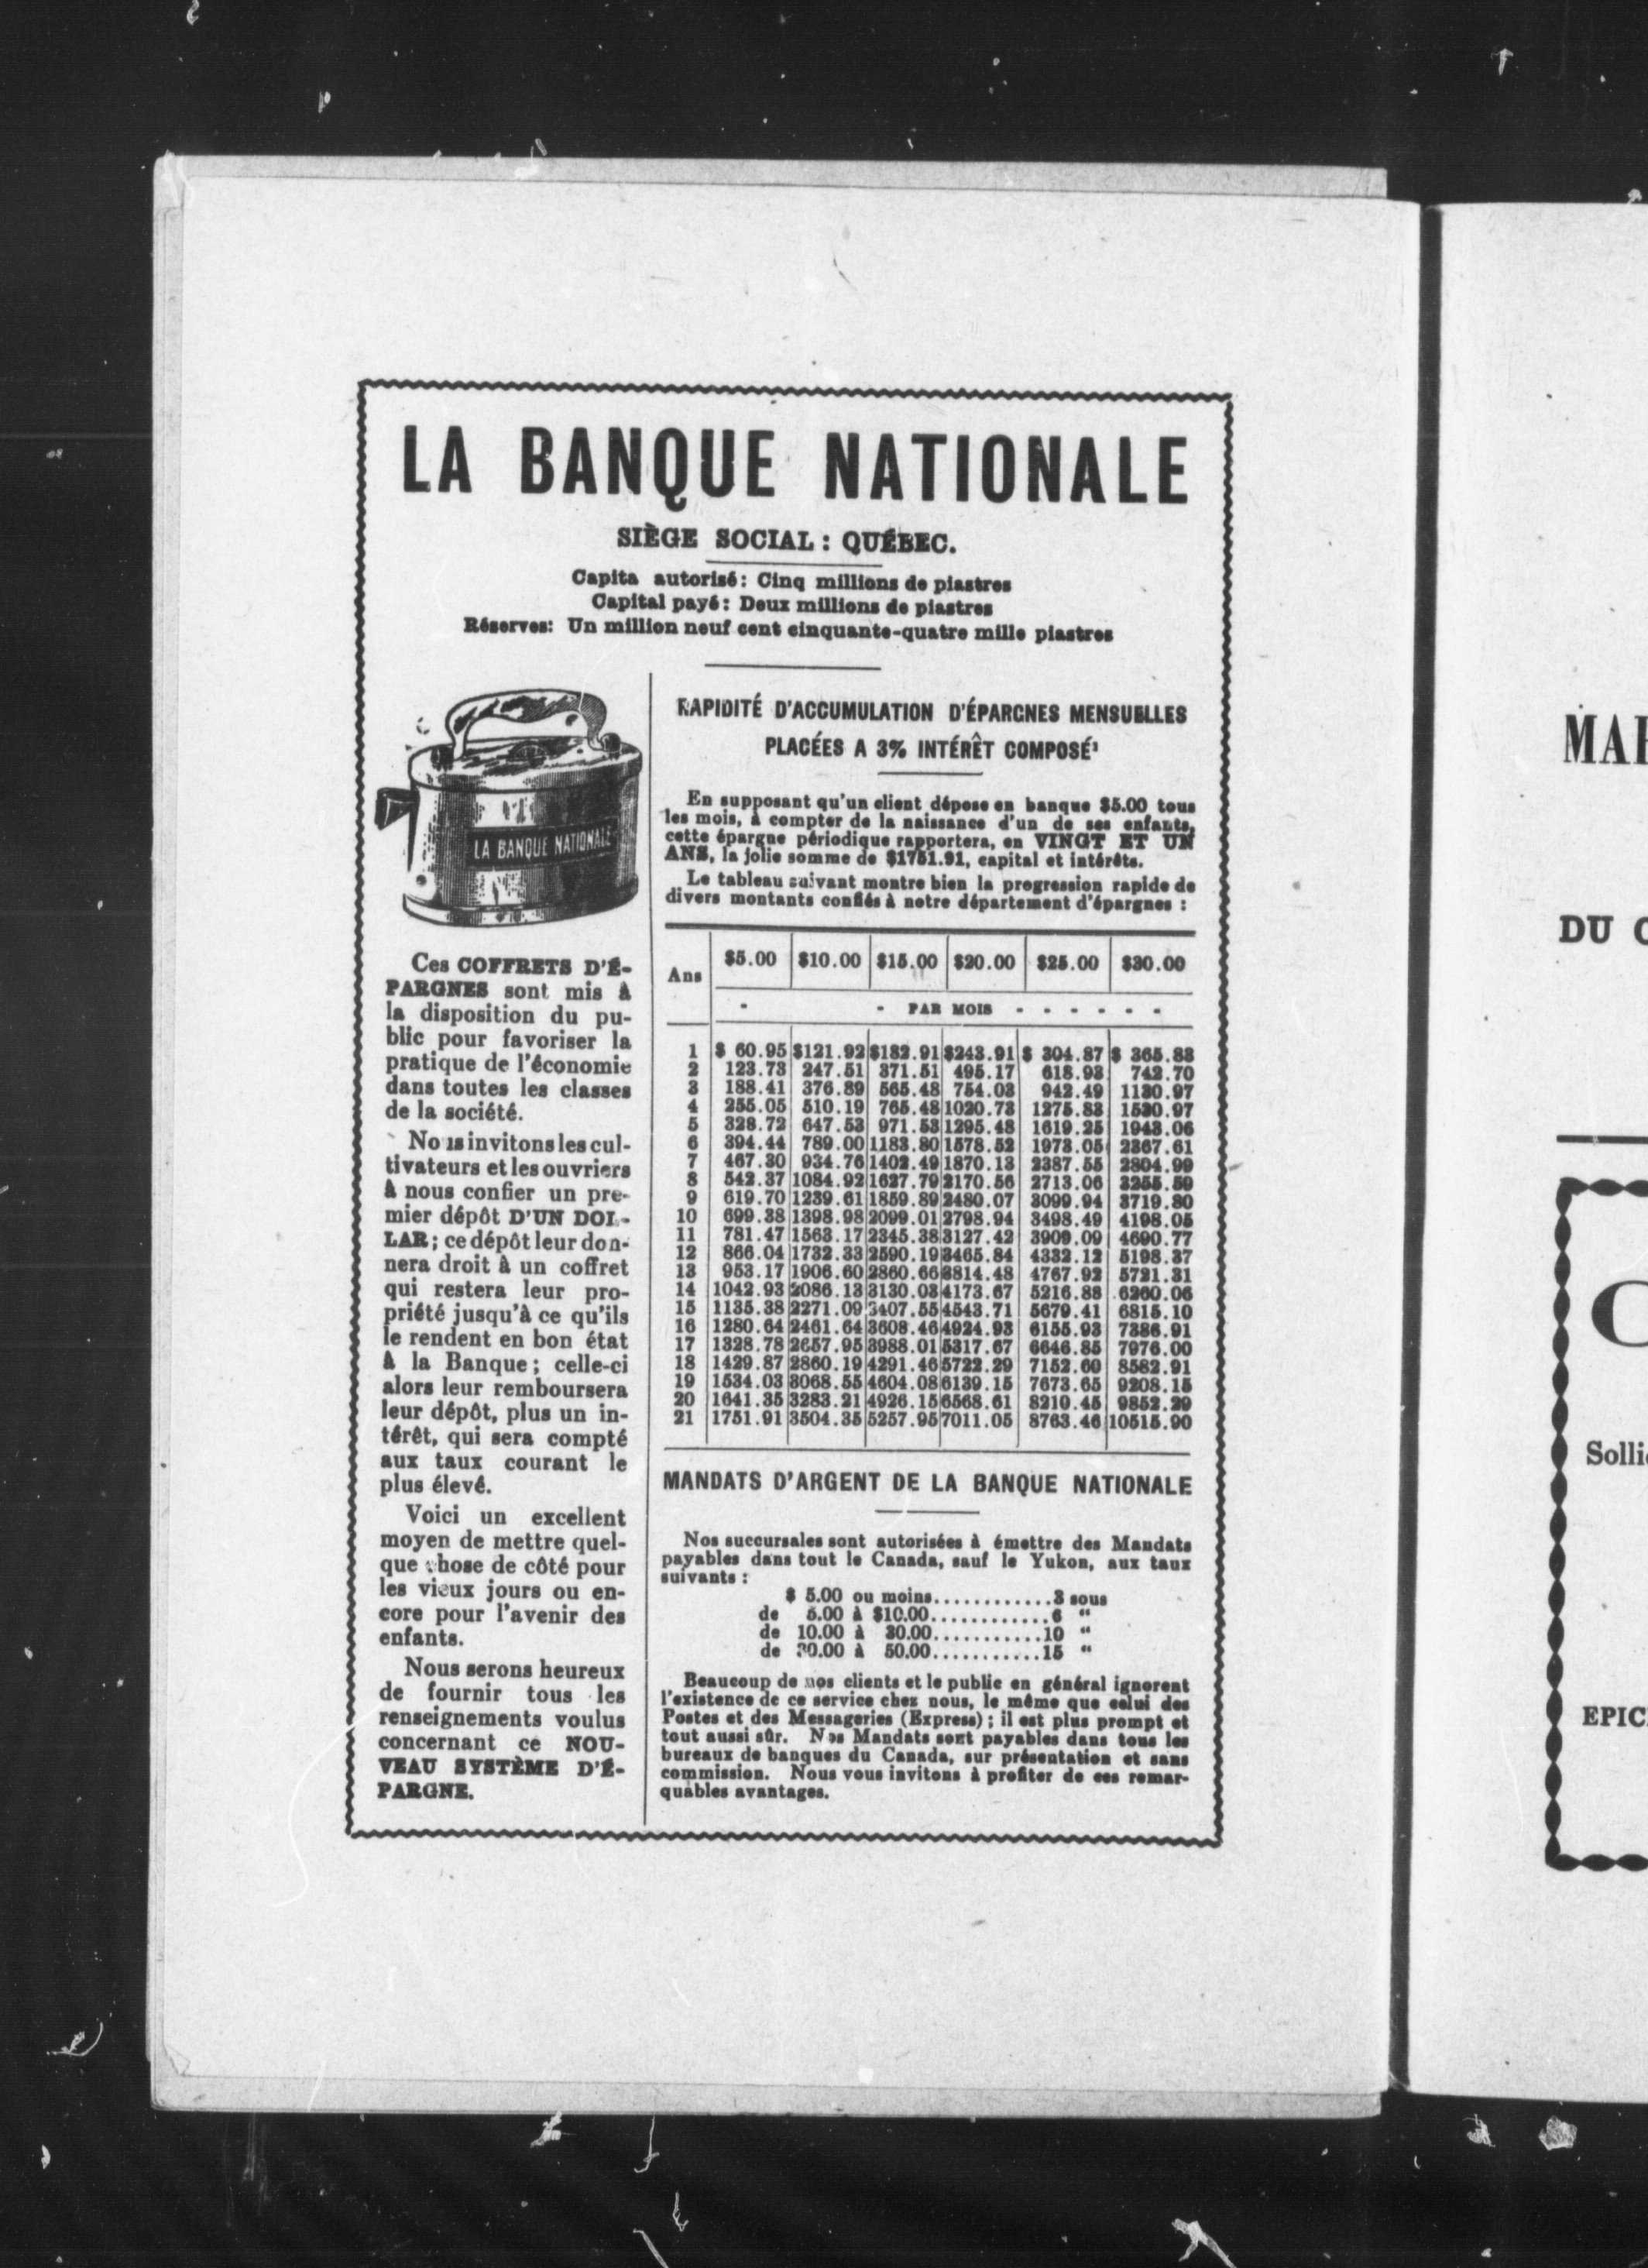 LA BANQUE NATIONALE
SIÈGE SOCIAL : QUÉBEC.
Capita autorisé : Cinq millions de piastres
Capital payé : Deux millions de piastres
Réserves : Un million neuf cent cinquante-quatre mille piastres
LA BANQUE NATIONALE
Ces COFFRETS D'É-
PARGNES sont mis à
la disposition du pu-
blic pour favoriser la
pratique de l'économie
dans toutes les classes
de la société.
invitons les cul-
tivateurs et les ouvriers
à nous confier un pre-
mier dépôt D'UN DOL-
LAR ; ce dépôt leur don-
nera droit à un coffret
qui restera leur pro-
priété jusqu'à ce qu'ils
le rendent en bon état
à la Banque ; celle-ci
alors leur remboursera
leur dépôt, plus un in-
térêt, qui sera compté
aux taux courant le
plus élevé.
Voici un excellent
moyen de mettre quel-
que chose de côté pour
les vieux jours ou en-
core pour l'avenir des
enfants.
Nous serons heureux
de fournir tous les
renseignements voulus
concernant ce NOU-
VEAU SYSTÈME D'É-
PARGNE.
RAPIDITÉ D'ACCUMULATION D'ÉPARGNES MENSUELLES
PLACÉES A 3% INTÉRÊT COMPOSÉ
En supposant qu'un client dépose en banque $5.00 tous
les mois, à compter de la naissance d'un de ses enfants,
cette épargne périodique rapportera, en VINGT ET UN
ANS, la jolie somme de $1751.91, capital et intérêts.
Le tableau suivant montre bien la progression rapide de
divers montants confiés à notre département d'épargnes :
Ans $5.00 $10.00 $15.00 $20.00 $25.00 $30.00
- - PAR MOIS - - - - - -
1 $ 60.95 $121.92 $182.91 $243.91 $ 304.87 $ 365.88
2 123.73 247.51 371.51 495.17 618.93 742.70
3 188.41 376.89 565.48 754.03 942.49 1130.97
4 255.05 510.19 765.48 1020.73 1275.88 1530.97
5 328.72 647.53 971.53 1295.48 1619.25 1943.06
6 394.44 789.00 1183.80 1578.52 1973.05 2367.61
7 467.30 934.76 1402.49 1870.13 2387.55 2804.99
8 542.37 1084.92 1627.79 2170.56 2713.06 3255.59
9 619.70 1239.61 1859.89 2480.07 3099.94 3719.80
10 699.38 1398.98 2099.01 2798.94 3498.49 4198.05
11 781.47 1563.17 2345.38 3127.42 3909.09 4690.77
12 866.04 1732.33 2590.19 3465.84 4332.12 5198.37
13 953.17 1906.60 2860.66 3814.48 4767.92 5721.31
14 1042.93 2086.13 3130.03 4173.67 5216.88 6260.06
15 1135.38 2271.09 3407.55 4543.71 5679.41 6815.10
16 1280.64 2461.64 3608.46 4924.93 6155.93 7386.91
17 1328.78 2657.95 3988.01 5317.67 6646.85 7976.00
18 1429.87 2860.19 4291.46 5722.29 7152.60 8582.91
19 1534.03 3068.55 4604.08 6139.15 7673.65 9208.15
20 1641.35 3283.21 4926.15 6568.61 8210.45 9852.29
21 1751.91 3504.35 5257.95 7011.05 8763.46 10515.90
MANDATS D'ARGENT DE LA BANQUE NATIONALE
Nos succursales sont autorisées à émettre des Mandats
payables dans tout le Canada, sauf le Yukon, aux taux
suivants :
$ 5.00 ou moins............3 sous
de 5.00 à $10.00............6 "
de 10.00 à 30.00...........10 "
de 30.00 à 50.00...........15 "
Beaucoup de nos clients et le public en général ignorent
l'existence de ce service chez nous, le même que celui des
Postes et des Messageries (Express) ; il est plus prompt et
tout aussi sûr. Nos Mandats sont payables dans tous les
bureaux de banques du Canada, sur présentation et sans
commission. Nous vous invitons à profiter de ces remar-
quables avantages.
DU
EPIC